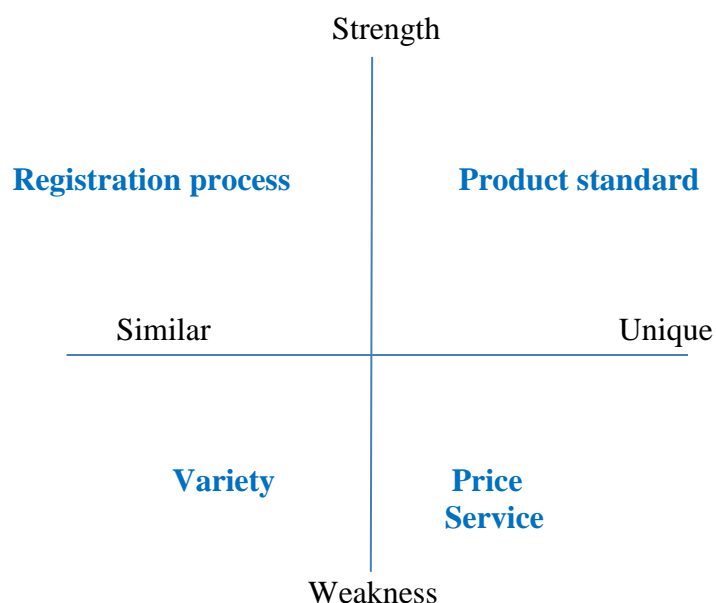 Strength
Registration process
Product standard
Similar
Unique
Variety
Price
Service
Weakness